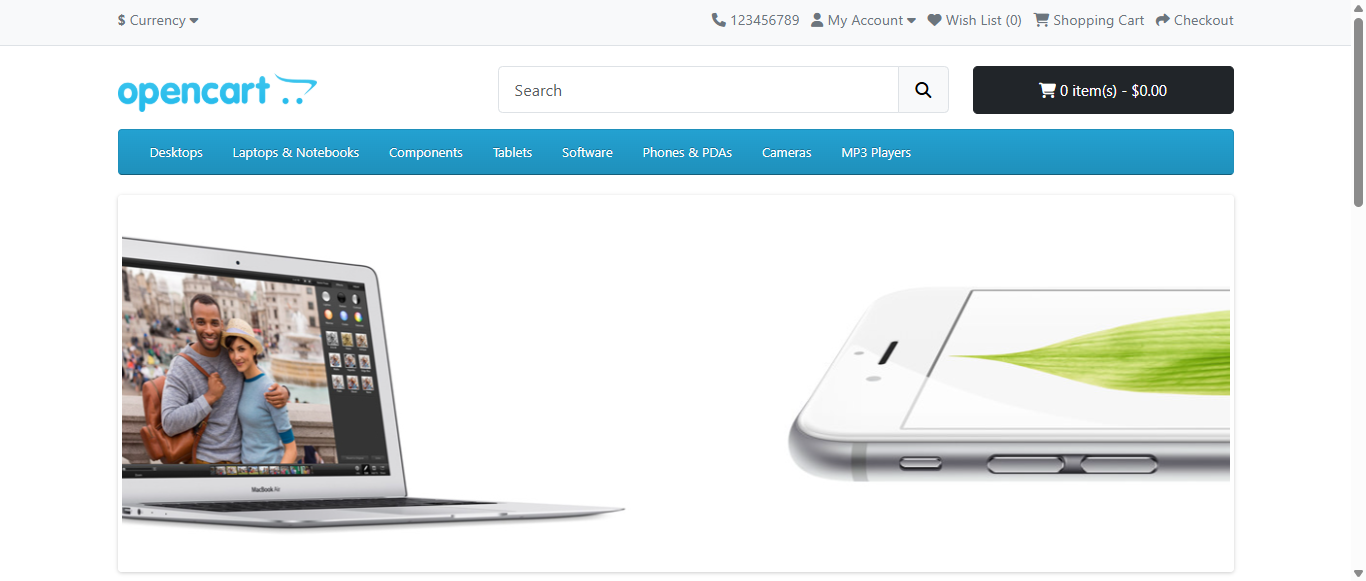 $ Currency
123456789 My Account Wish List (0) Shopping Cart Checkout
opencart
Search
0 item(s) - $0.00
Desktops Laptops & Notebooks Components Tablets Software Phones & PDAs Cameras MP3 Players
MacBook Air